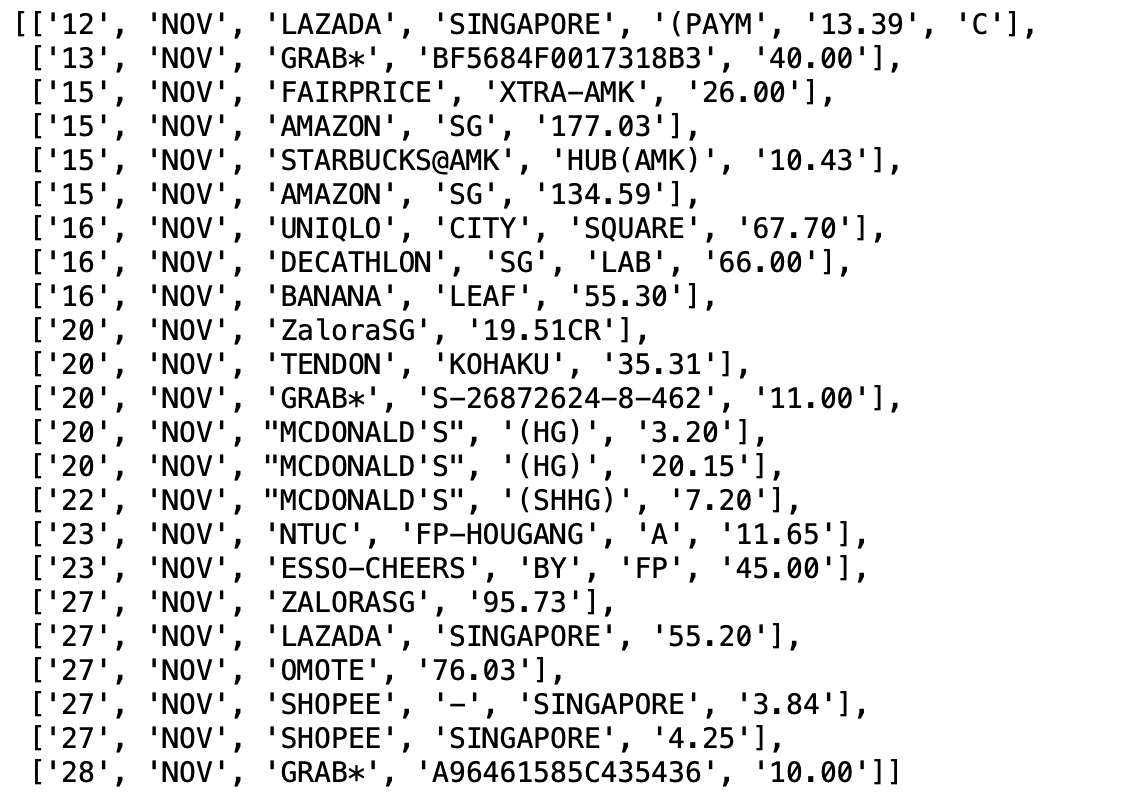 [['12', 'NOV', 'LAZADA', 'SINGAPORE', '(PAYM', '13.39', 'C'],
['13', 'NOV', 'GRAB*', 'BF5684F0017318B3', '40.00'],
['15', 'NOV', 'FAIRPRICE', 'XTRA-AMK', '26.00'],
['15', 'NOV', 'AMAZON', 'SG', '177.03'],
['15', 'NOV', 'STARBUCKS@AMK', 'HUB(AMK)', '10.43'],
['15', 'NOV', 'AMAZON', 'SG', '134.59'],
['16', 'NOV', 'UNIQLO', 'CITY', 'SQUARE', '67.70'],
['16', 'NOV', 'DECATHLON', 'SG', 'LAB', '66.00'],
['16', 'NOV', 'BANANA', 'LEAF', '55.30'],
['20', 'NOV', 'ZaloraSG', '19.51CR'],
['20', 'NOV', 'TENDON', 'KOHAKU', '35.31'],
['20', 'NOV', 'GRAB*', 'S-26872624-8-462', '11.00'],
['20', 'NOV', "MCDONALD'S", '(HG)', '3.20'],
['20', 'NOV', "MCDONALD'S", '(HG)', '20.15'],
['22', 'NOV', "MCDONALD'S", '(SHHG)', '7.20'],
['23', 'NOV', 'NTUC', 'FP-HOUGANG', 'A', '11.65'],
['23', 'NOV', 'ESSO-CHEERS', 'BY', 'FP', '45.00'],
['27', 'NOV', 'ZALORASG', '95.73'],
['27', 'NOV', 'LAZADA', 'SINGAPORE', '55.20'],
['27', 'NOV', 'OMOTE', '76.03'],
['27', 'NOV', 'SHOPEE', '-', 'SINGAPORE', '3.84'],
['27', 'NOV', 'SHOPEE', 'SINGAPORE', '4.25'],
['28', 'NOV', 'GRAB*', 'A96461585C435436', '10.00']]